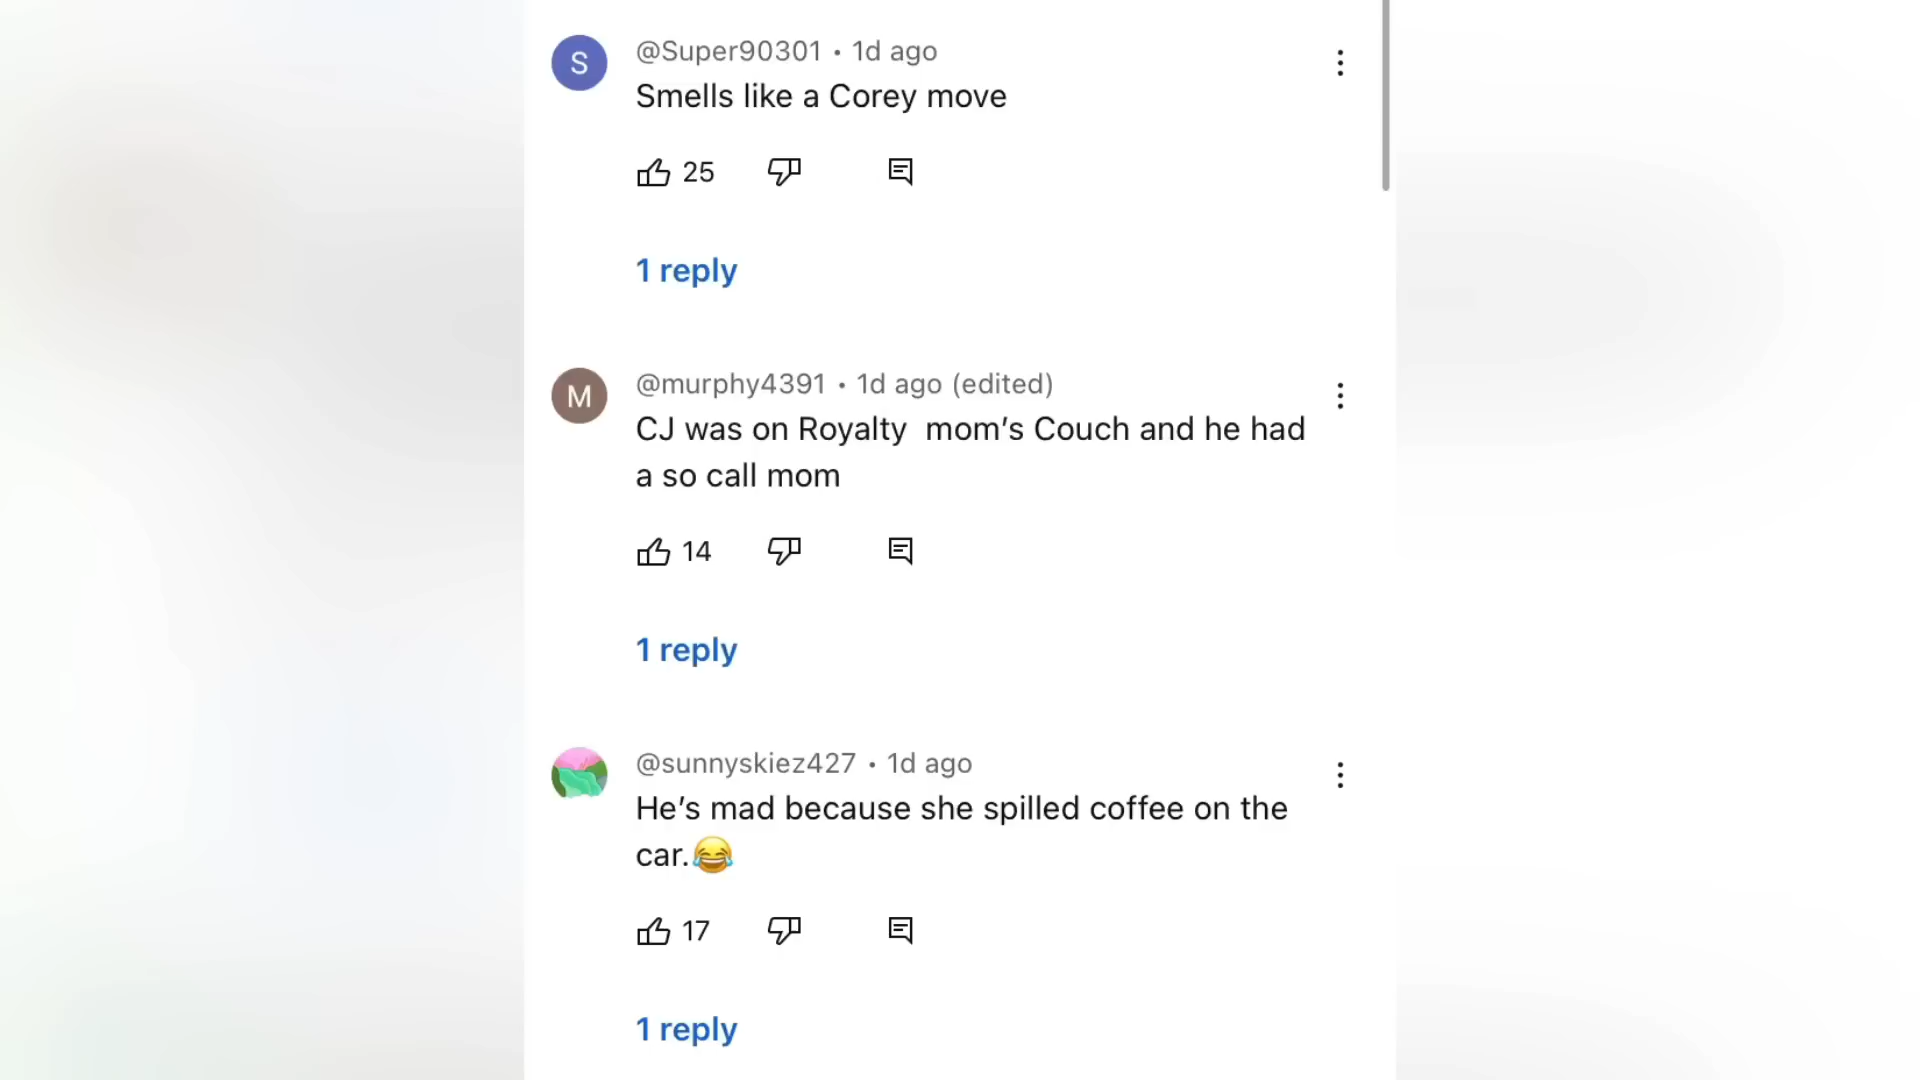 S
@Super90301 • 1d ago
Smells like a Corey move
25
1 reply
M
@murphy4391 • 1d ago (edited)
CJ was on Royalty  mom’s Couch and he had
a so call mom
14
1 reply
@sunnyskiez427 • 1d ago
He’s mad because she spilled coffee on the
car.😂
17
1 reply